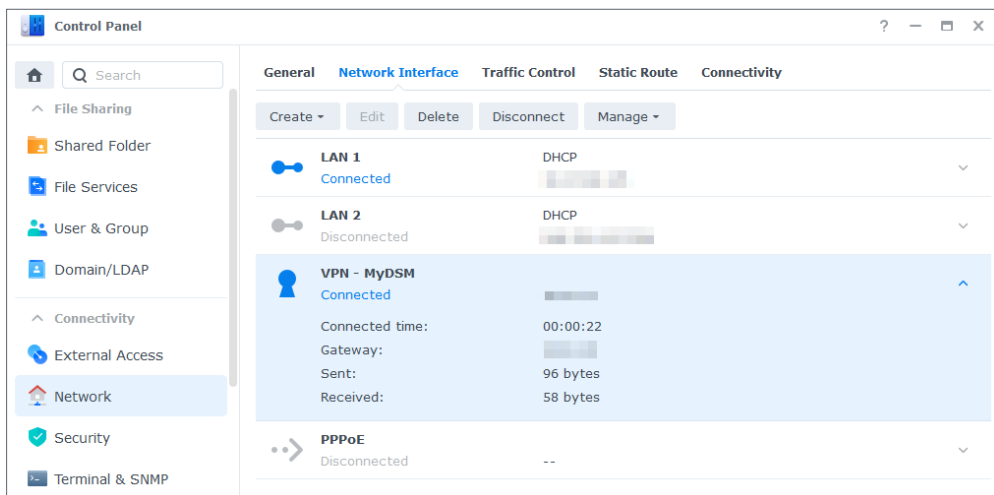 Control Panel
?
Search
File Sharing
Shared Folder
File Services
User & Group
Domain/LDAP
Connectivity
External Access
Network
Security
Terminal & SNMP
General Network Interface Traffic Control Static Route Connectivity
Create Edit Delete Disconnect Manage
LAN 1 DHCP
Connected
LAN 2 DHCP
Disconnected
VPN - MyDSM
Connected
Connected time: 00:00:22
Gateway:
Sent: 96 bytes
Received: 58 bytes
PPPoE
Disconnected --